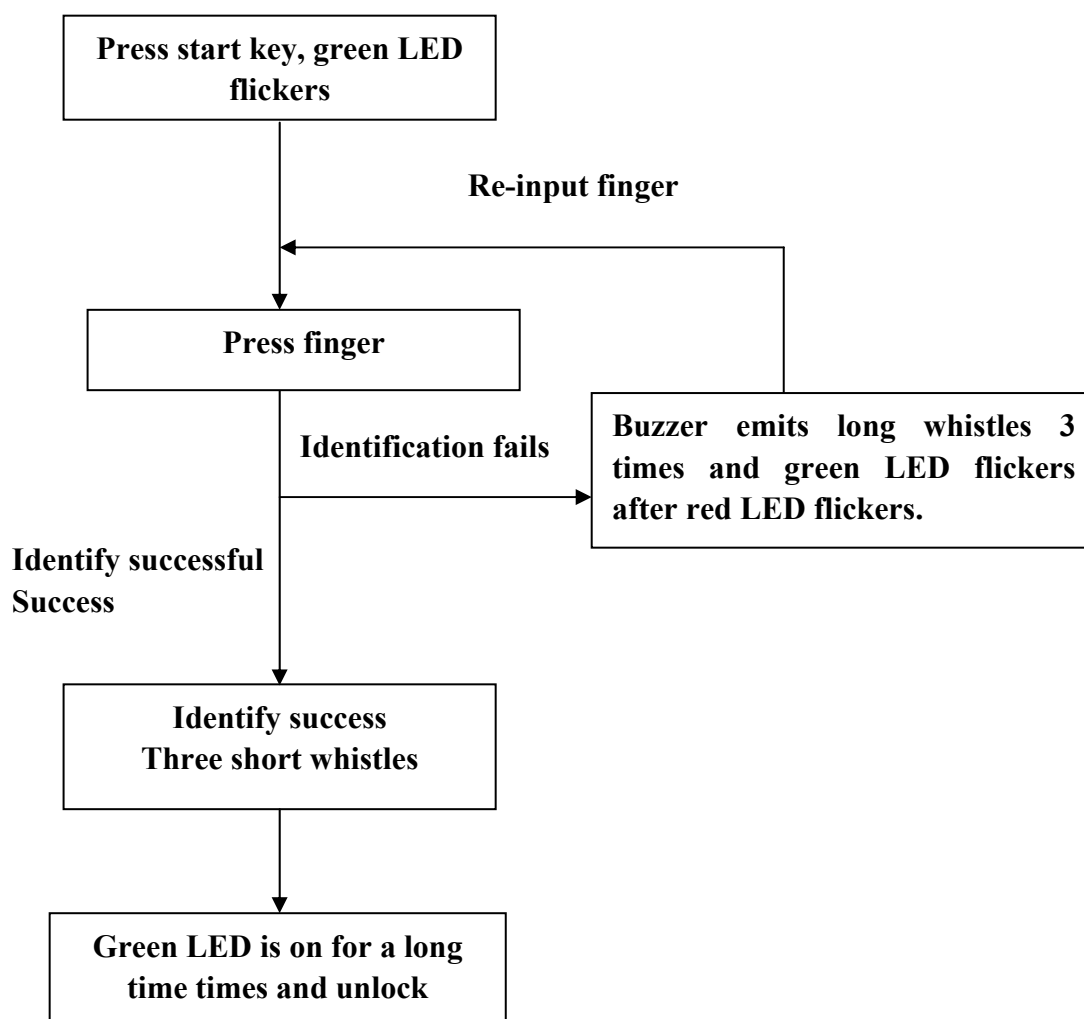 Press start key, green LED
flickers
Re-input finger
Press finger
Identification fails
Buzzer emits long whistles 3
times and green LED flickers
after red LED flickers.
Identify successful
Success
Identify success
Three short whistles
Green LED is on for a long
time times and unlock